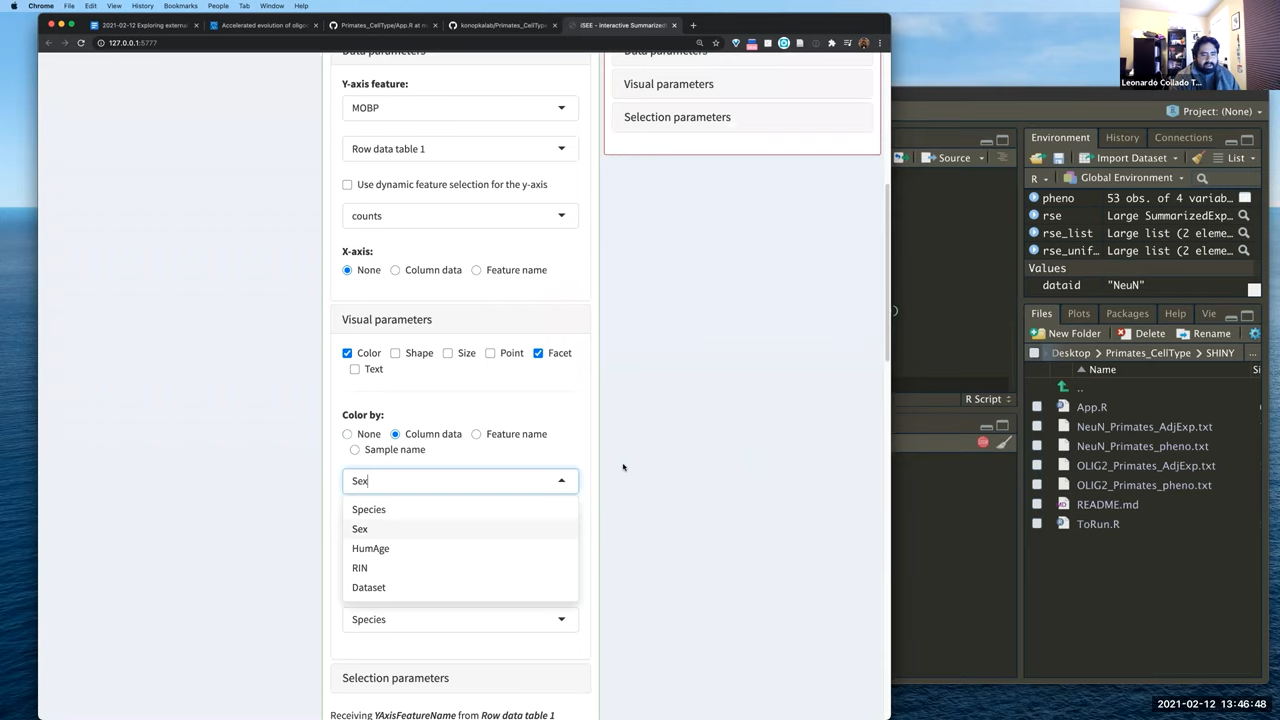 Chrome File Edit View History Bookmarks People Tab Window Help
2021-02-12 Exploring external
Accelerated evolution of oligo
Primates_CellType/App.R at m
konopkalab/Primates_CellType
iSEE - interactive Summarized
127.0.0.1:5777
Leonardo Collado T...
Data parameters
Y-axis feature:
MOBP
Row data table 1
Use dynamic feature selection for the y-axis
counts
X-axis:
None Column data Feature name
Visual parameters
Color Shape Size Point Facet
Text
Color by:
None Column data Feature name
Sample name
Sex
Species
Sex
HumAge
RIN
Dataset
Species
Selection parameters
Receiving YAxisFeatureName from Row data table 1
Data parameters
Visual parameters
Selection parameters
Project: (None)
Source
R Script
Environment History Connections
Import Dataset List
R Global Environment
pheno 53 obs. of 4 variab…
rse Large SummarizedExp…
rse_list Large list (2 eleme…
rse_unif… Large list (2 eleme…
Values
dataid "NeuN"
Files Plots Packages Help Vie
New Folder Delete Rename
Desktop Primates_CellType SHINY ...
Name Si
..
App.R
NeuN_Primates_AdjExp.txt
NeuN_Primates_pheno.txt
OLIG2_Primates_AdjExp.txt
OLIG2_Primates_pheno.txt
README.md
ToRun.R
2021-02-12 13:46:48